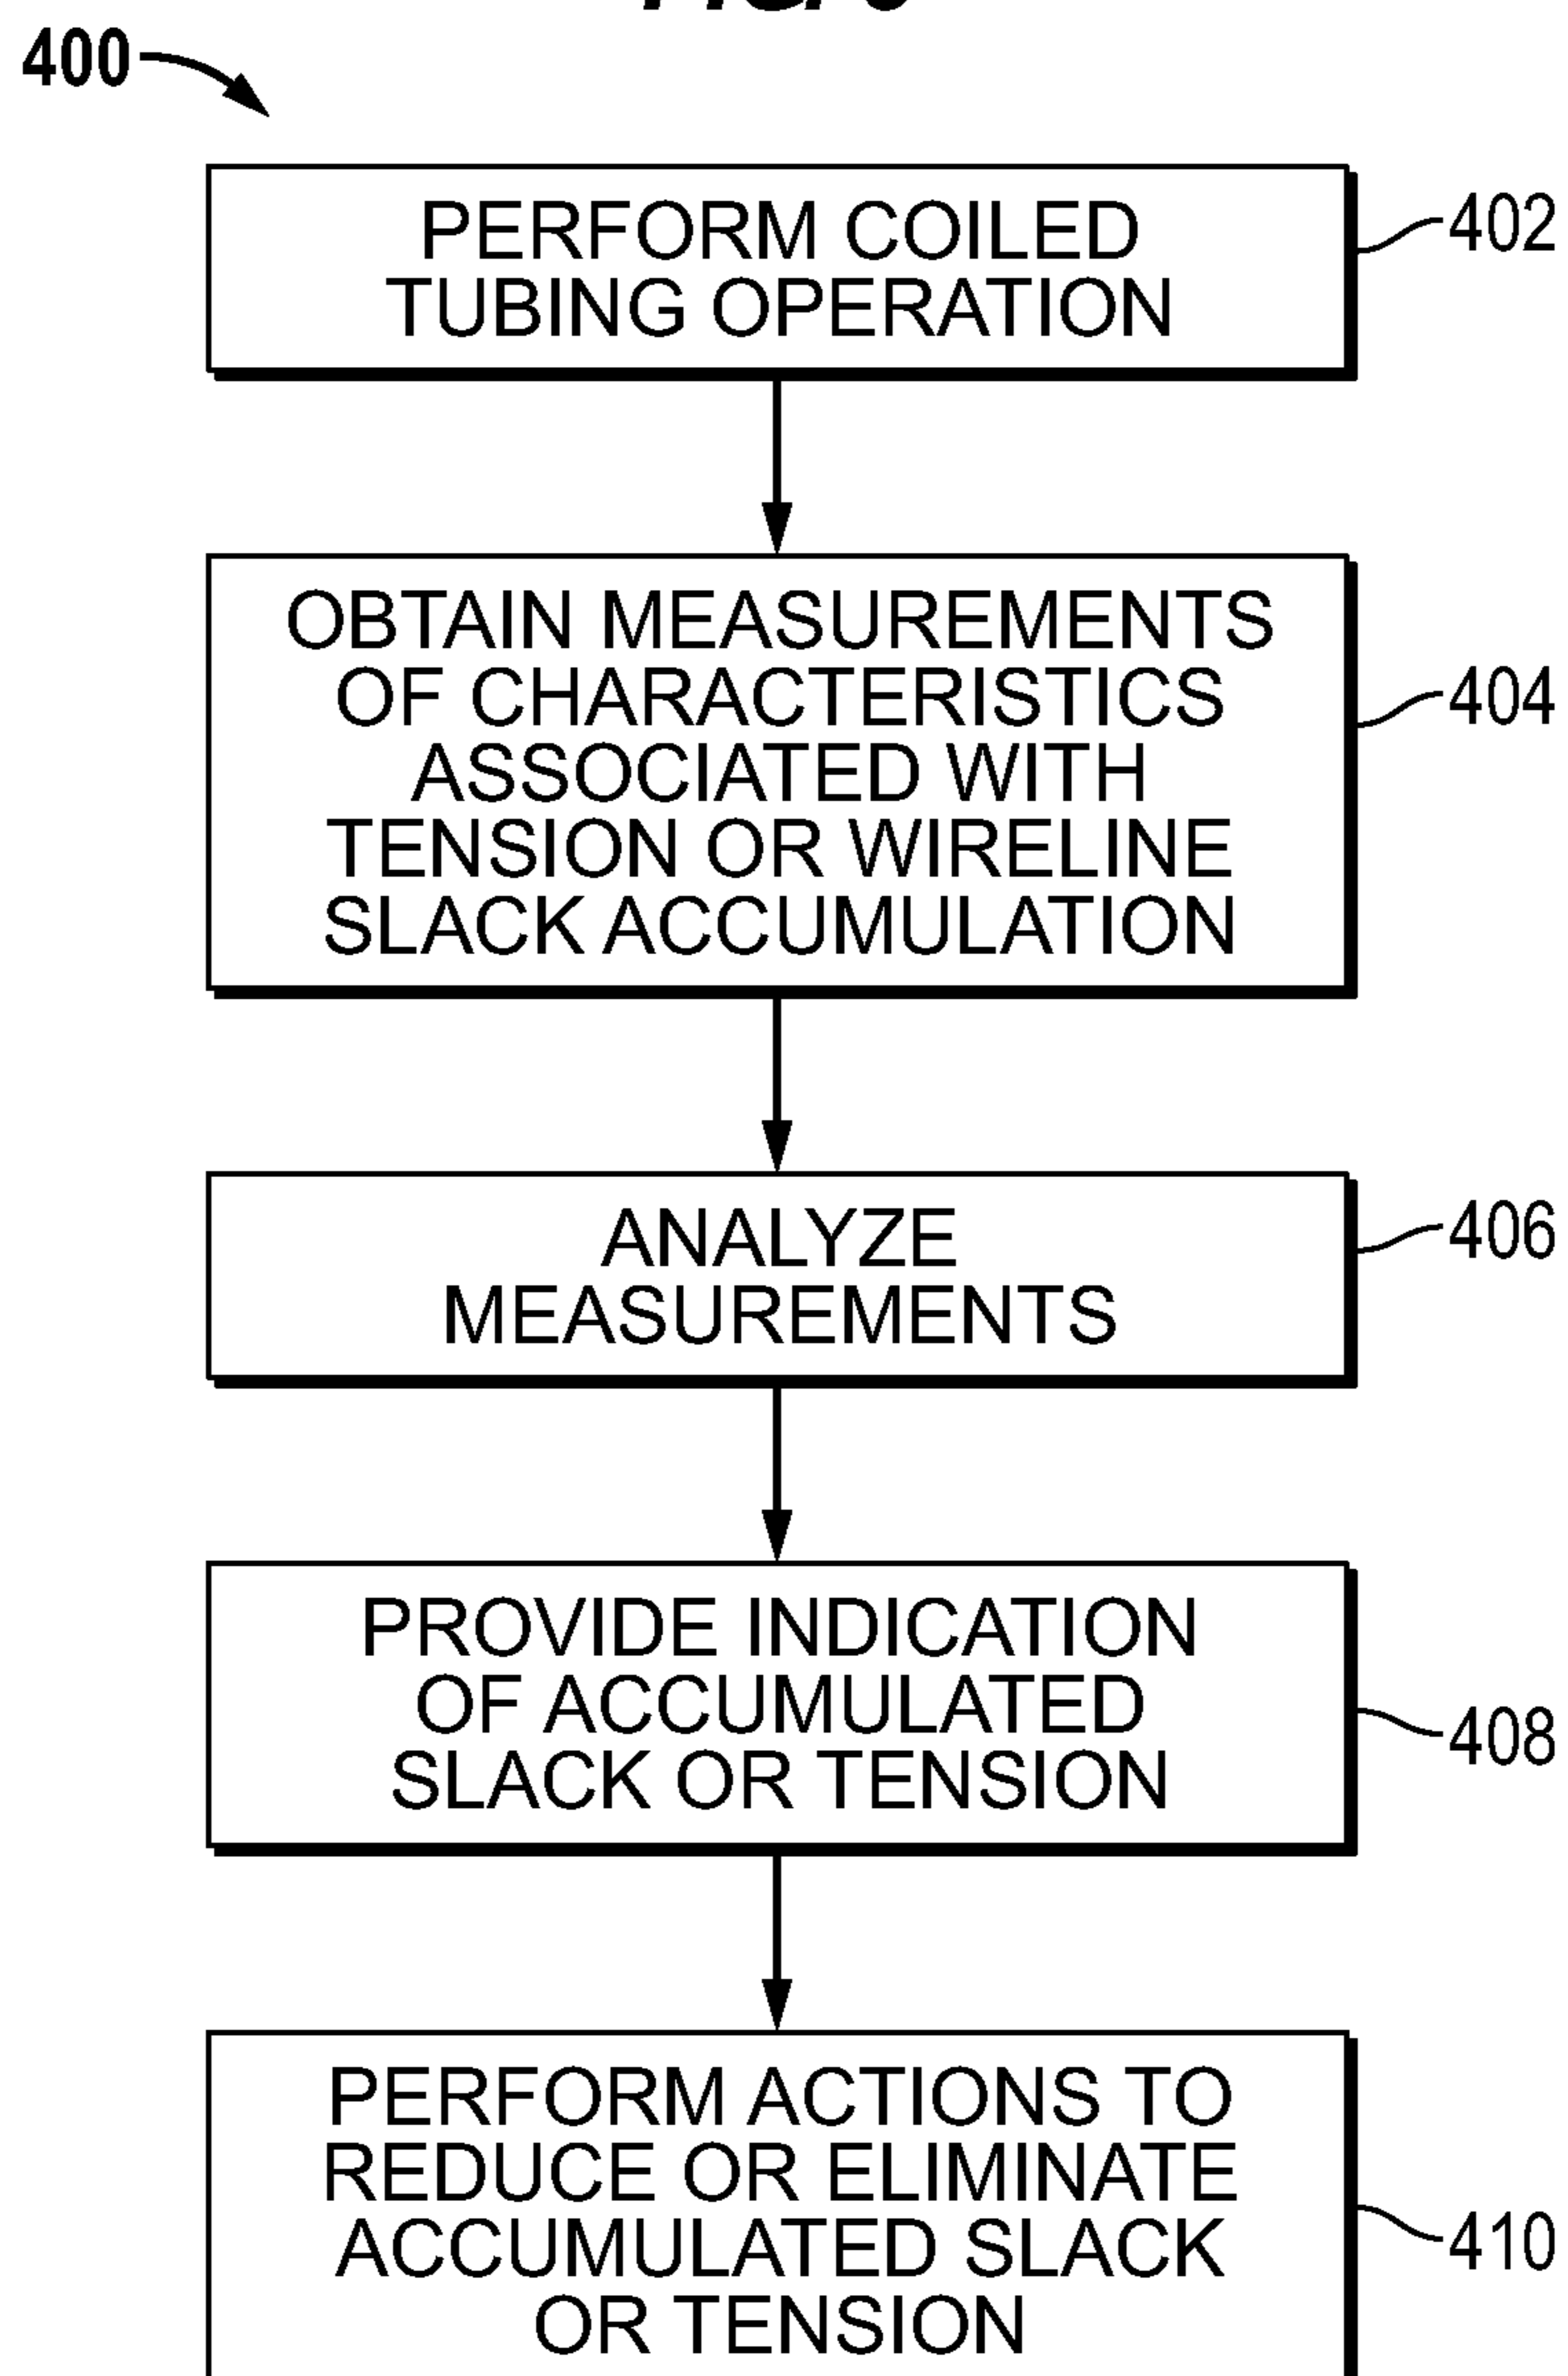 400
PERFORM COILED
TUBING OPERATION
402
OBTAIN MEASUREMENTS
OF CHARACTERISTICS
ASSOCIATED WITH
TENSION OR WIRELINE
SLACK ACCUMULATION
404
ANALYZE
MEASUREMENTS
406
PROVIDE INDICATION
OF ACCUMULATED
SLACK OR TENSION
408
PERFORM ACTIONS TO
REDUCE OR ELIMINATE
ACCUMULATED SLACK
OR TENSION
410